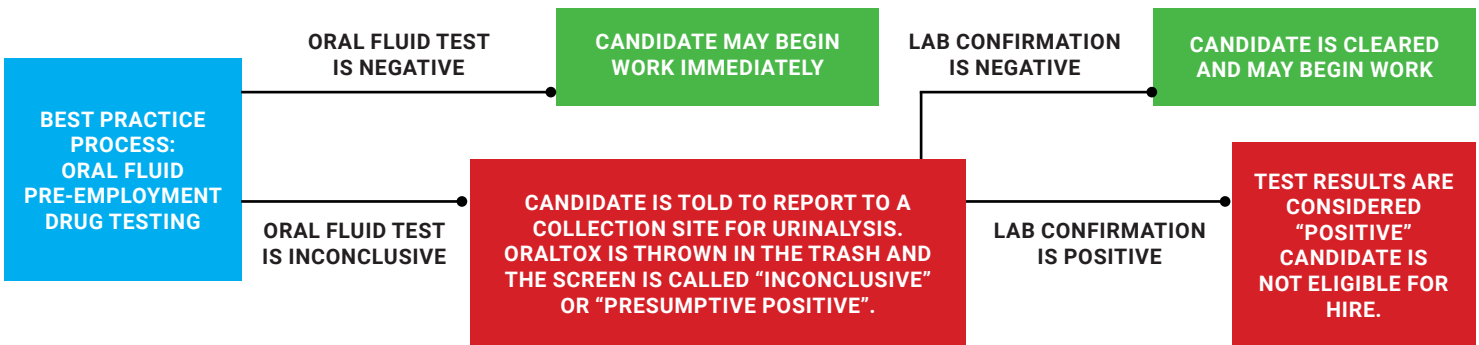 BEST PRACTICE
PROCESS:
ORAL FLUID
PRE-EMPLOYMENT
DRUG TESTING
ORAL FLUID TEST
IS NEGATIVE
CANDIDATE MAY BEGIN
WORK IMMEDIATELY
ORAL FLUID TEST
IS INCONCLUSIVE
CANDIDATE IS TOLD TO REPORT TO A
COLLECTION SITE FOR URINALYSIS.
ORALTOX IS THROWN IN THE TRASH AND
THE SCREEN IS CALLED “INCONCLUSIVE”
OR “PRESUMPTIVE POSITIVE”.
LAB CONFIRMATION
IS NEGATIVE
CANDIDATE IS CLEARED
AND MAY BEGIN WORK
LAB CONFIRMATION
IS POSITIVE
TEST RESULTS ARE
CONSIDERED
“POSITIVE”
CANDIDATE IS
NOT ELIGIBLE FOR
HIRE.